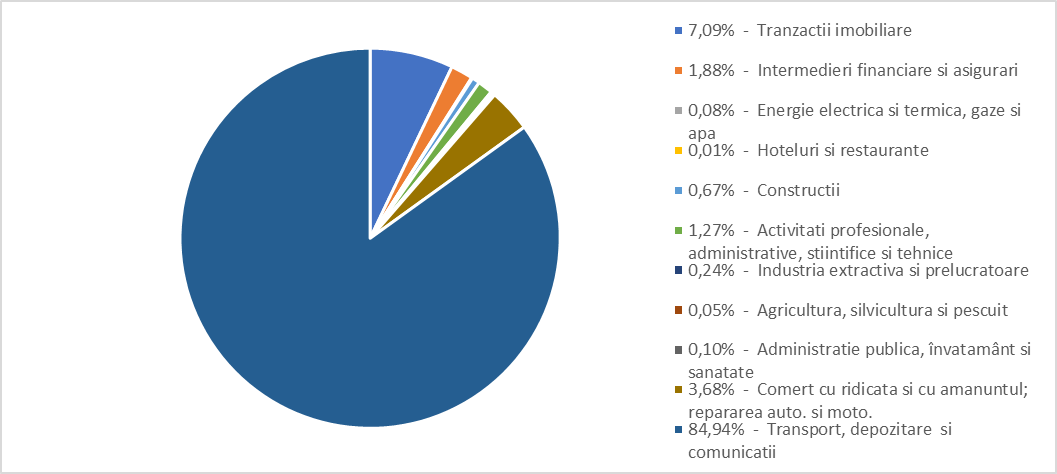 7,09%  -  Tranzactii imobiliare
1,88%  -  Intermedieri financiare si asigurari
0,08%  -  Energie electrica si termica, gaze si
apa
0,01%  -  Hoteluri si restaurante
0,67%  -  Constructii
1,27%  -  Activitati profesionale,
administrative, stiintifice si tehnice
0,24%  -  Industria extractiva si prelucratoare
0,05%  -  Agricultura, silvicultura si pescuit
0,10%  -  Administratie publica, învatamânt si
sanatate
3,68%  -  Comert cu ridicata si cu amanuntul;
repararea auto. si moto.
84,94%  -  Transport, depozitare  si
comunicatii